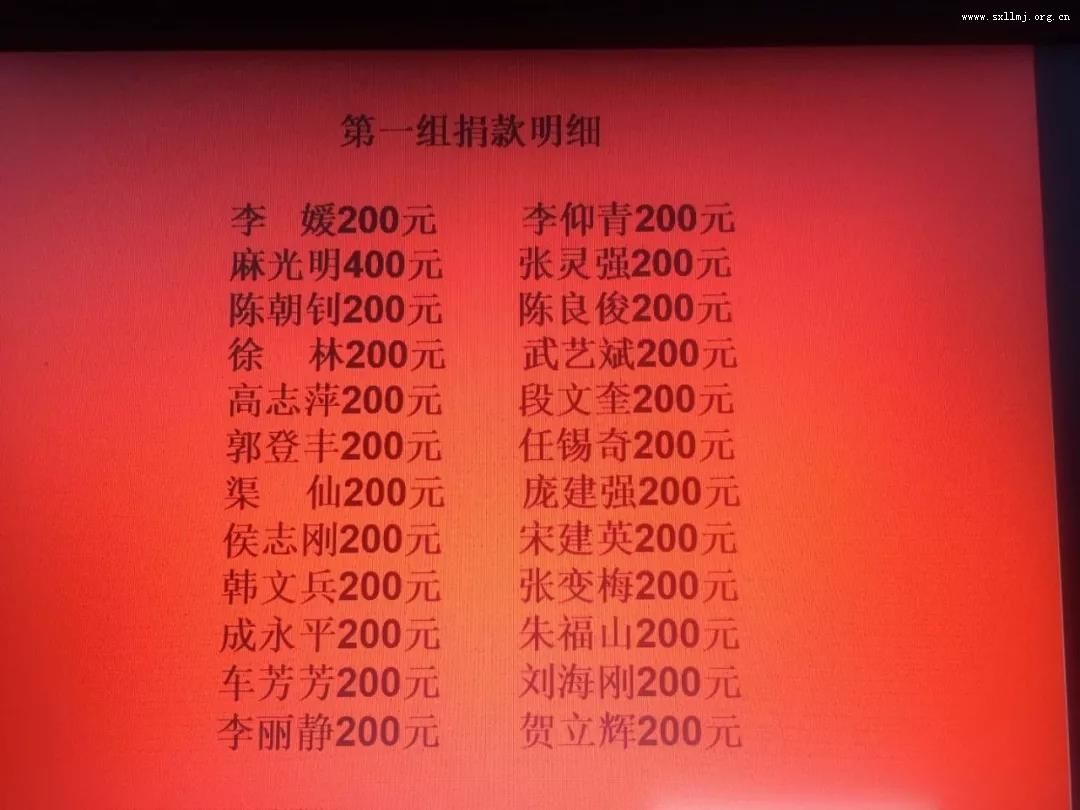 www.sxllmj.org.cn
第一组捐款明细
李 媛200元 李仰青200元
麻光明400元 张灵强200元
陈朝钊200元 陈良俊200元
徐 林200元 武艺斌200元
高志萍200元 段文奎200元
郭登丰200元 任锡奇200元
渠 仙200元 庞建强200元
侯志刚200元 宋建英200元
韩文兵200元 张变梅200元
成永平200元 朱福山200元
车芳芳200元 刘海刚200元
李丽静200元 贺立辉200元